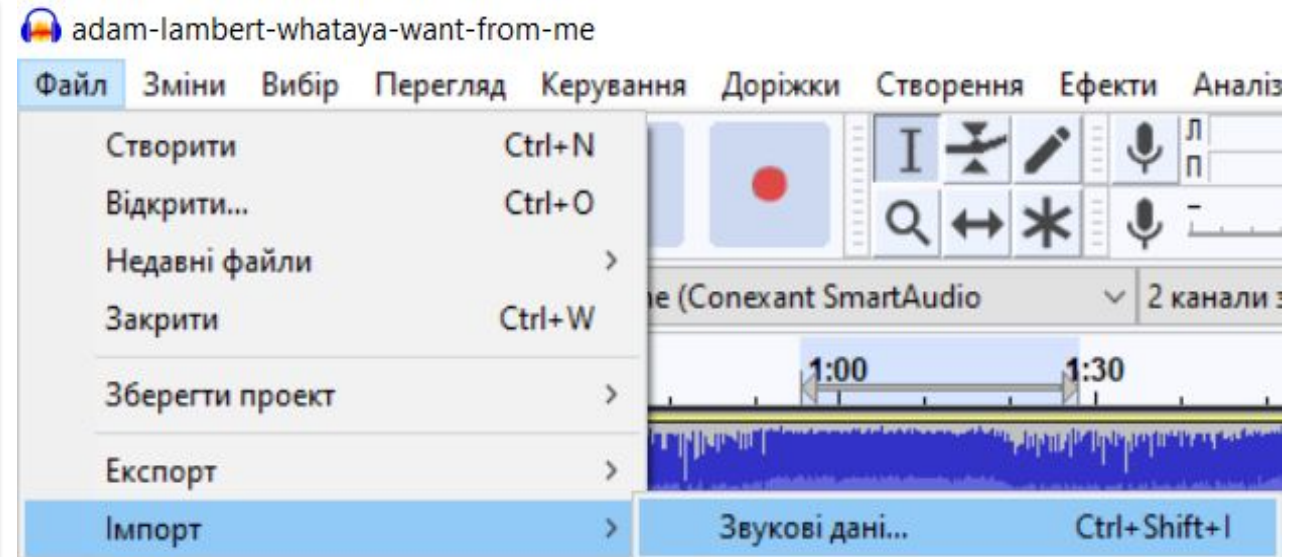 adam-lambert-whataya-want-from-me
Файл Зміни Вибір Перегляд Керування Доріжки Створення Ефекти Аналіз
Створити Ctrl+N
Відкрити... Ctrl+O
Недавні файли
Закрити Ctrl+W
Зберегти проект
Експорт
Імпорт
Звукові дані... Ctrl+Shift+I
Л
П
(Conexant SmartAudio
2 канали
1:00 1:30